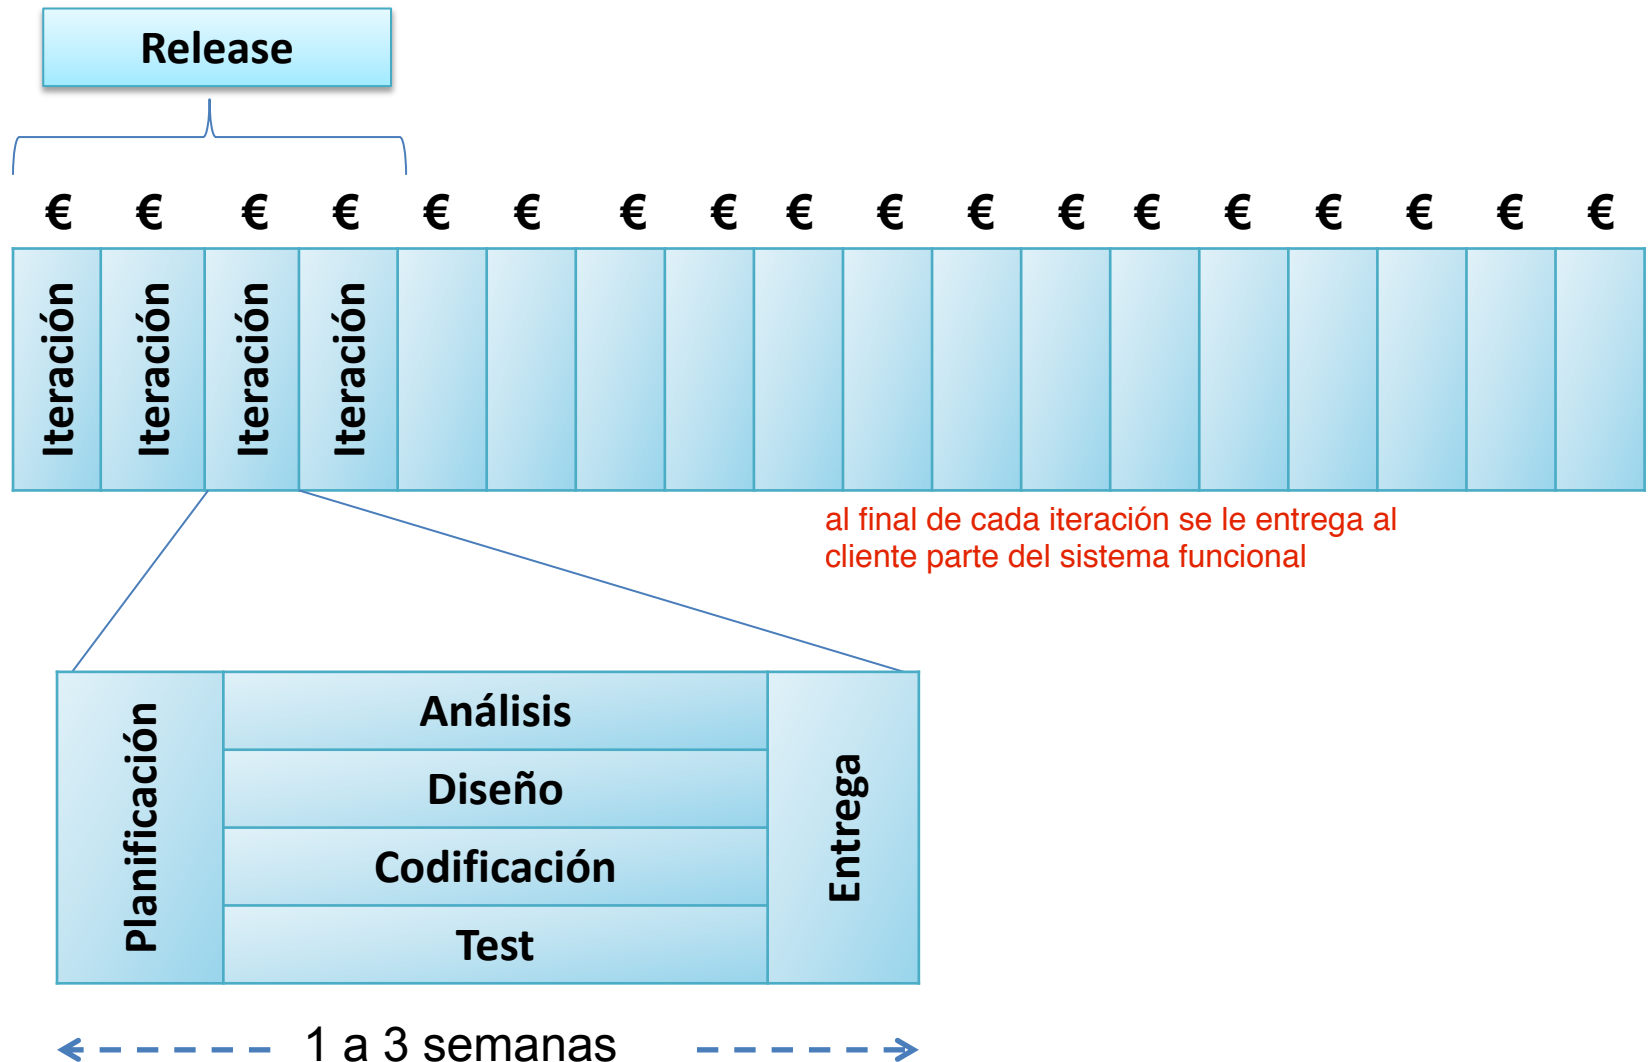 Release
€ € € € € € € € € € € € € € € € € €
Iteración Iteración Iteración Iteración
al final de cada iteración se le entrega al
cliente parte del sistema funcional
Planificación
Análisis
Diseño
Codificación
Test
Entrega
1 a 3 semanas